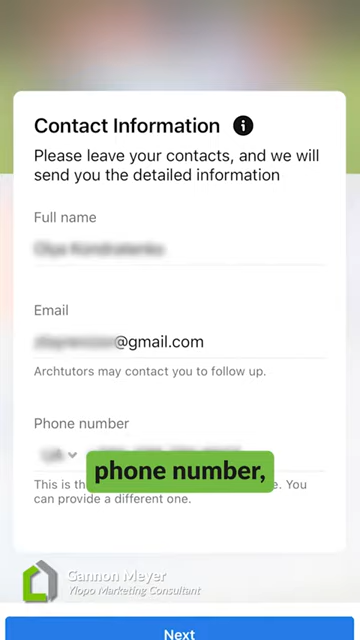 Contact Information
Please leave your contacts, and we will
send you the detailed information
Full name
Email
@gmail.com
Archtutors may contact you to follow up.
Phone number
phone number,
This is th e. You
can provide a different one.
Gannon Meyer
Ylopo Marketing Consultant
Next